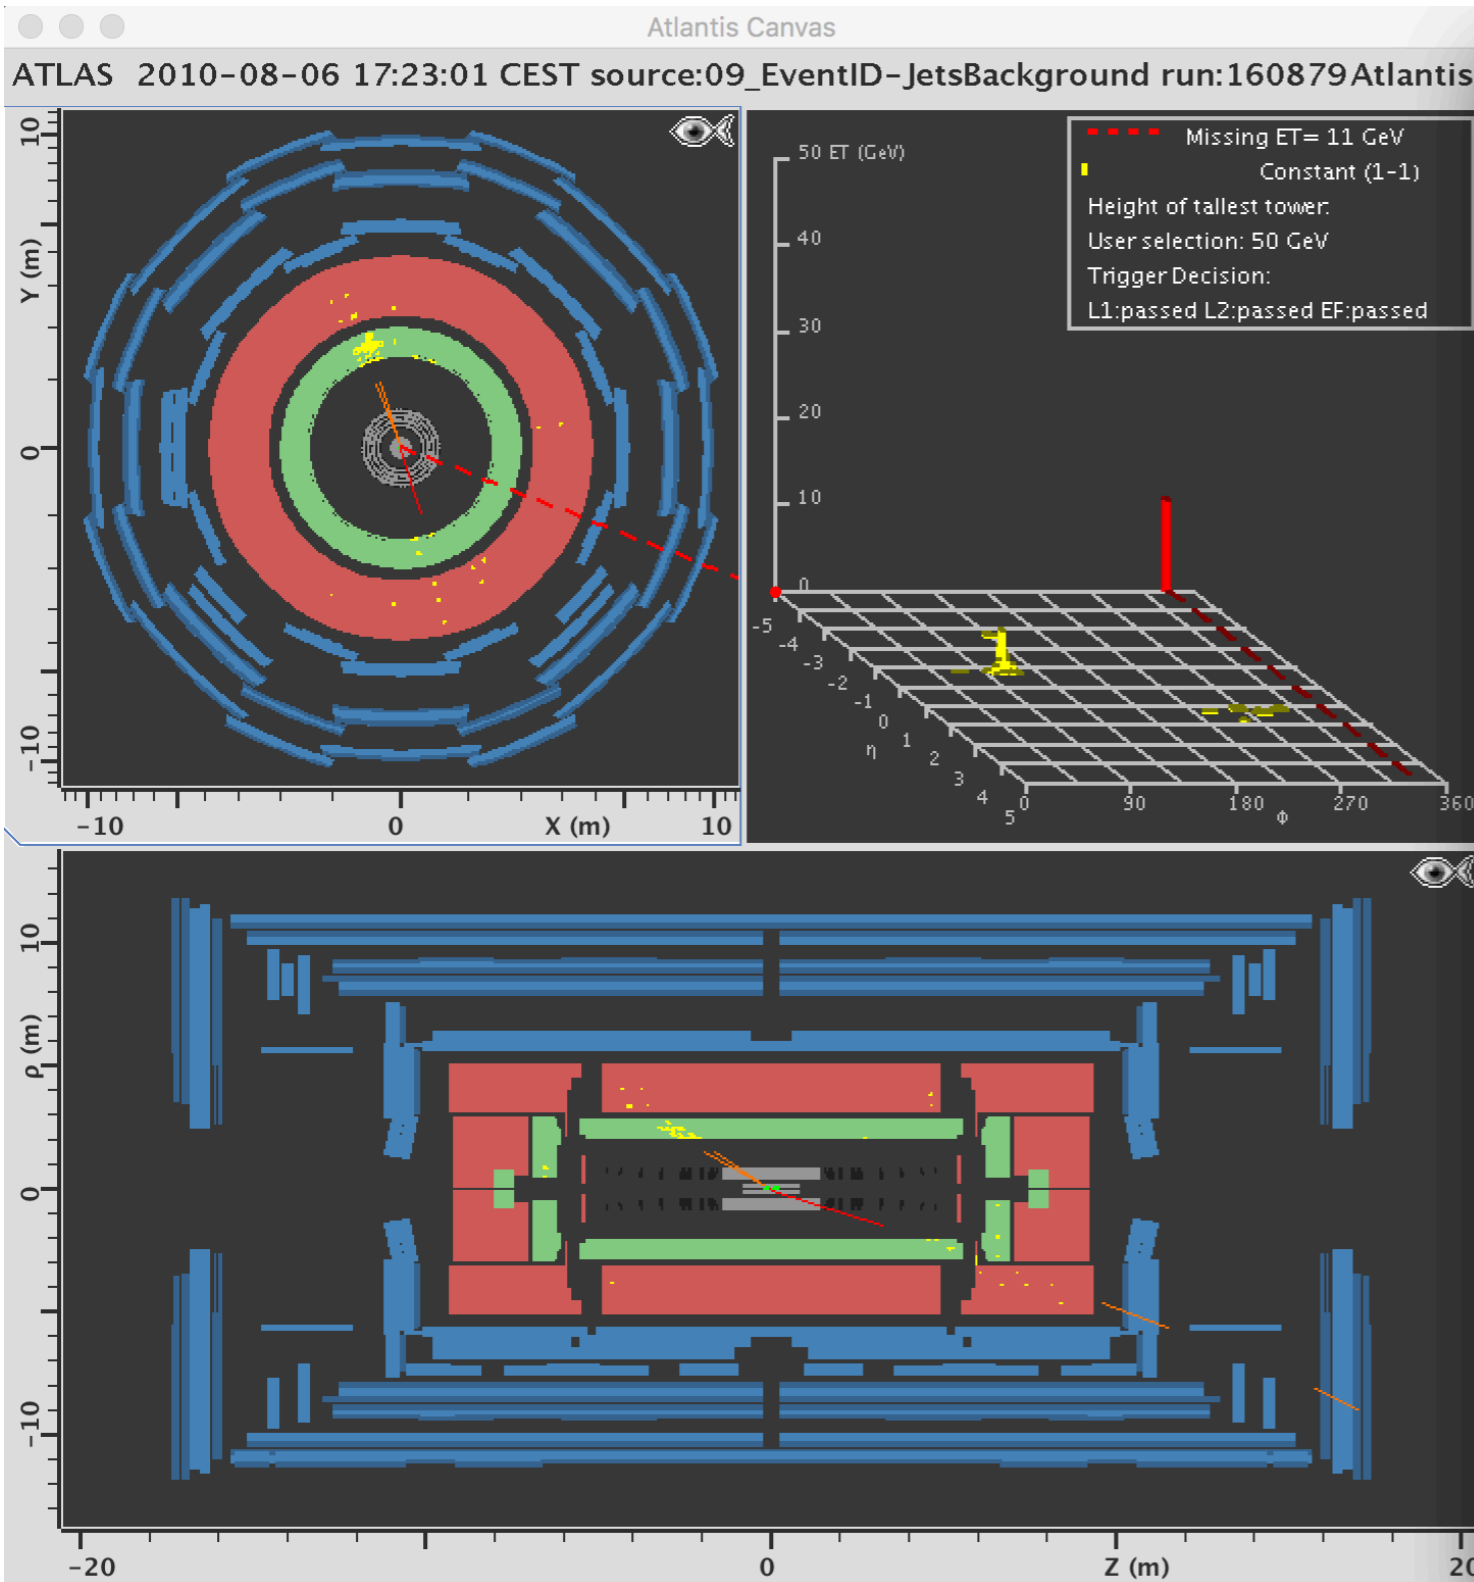 Atlantis Canvas
ATLAS 2010-08-06 17:23:01 CEST source:09_EventID-JetsBackground run:160879 Atlantis
10
0
-10
Y (m)
-10 0 X (m) 10
50 ET (GeV)
40
30
20
10
0
Missing ET= 11 GeV
Constant (1-1)
Height of tallest tower:
User selection: 50 GeV
Trigger Decision:
L1:passed L2:passed EF:passed
-5
-4
-3
-2
-1
0
1
2
3
4
5
η
0 90 180 270 360
Φ
10
0
-10
ρ (m)
-20 0 Z (m) 20